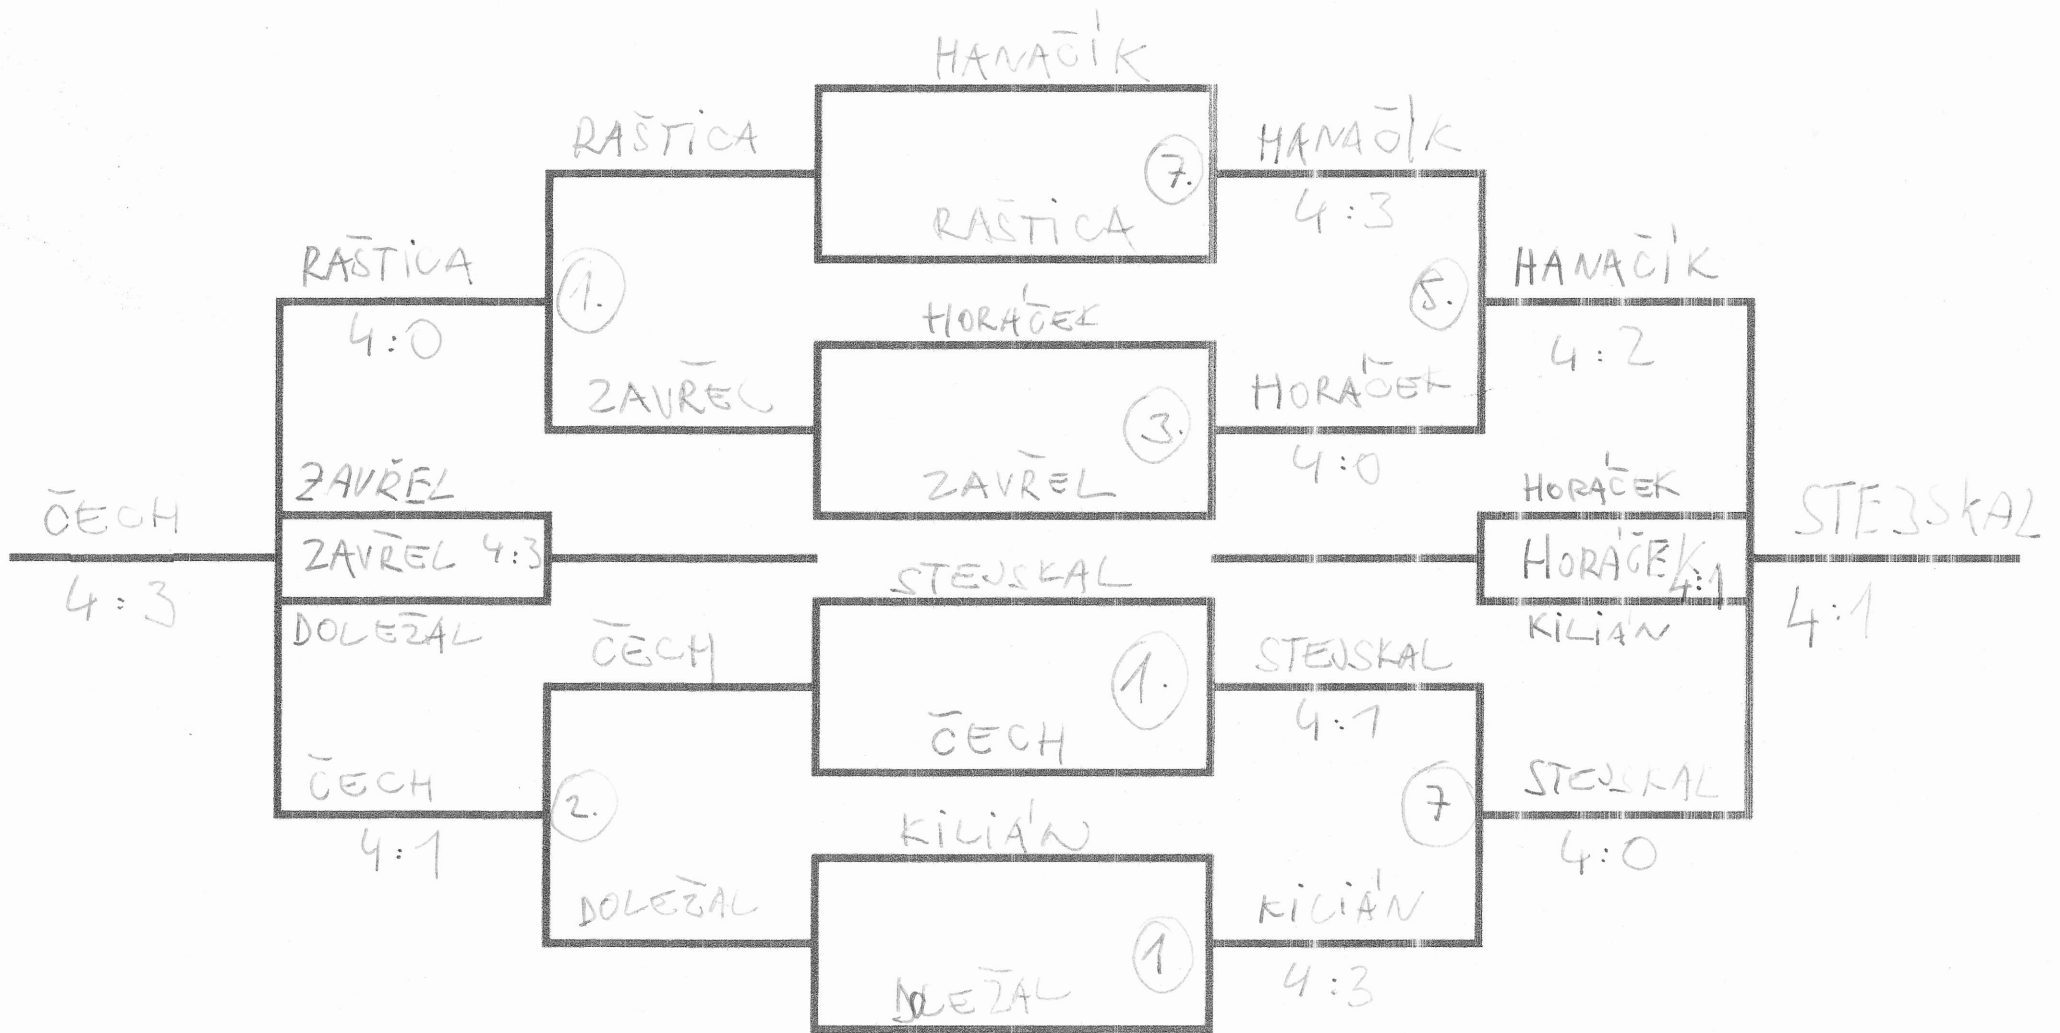 HANAČÍK
RAŠTICA
7.
HANAČÍK
RAŠTICA
4:3
RAŠTICA
1.
HANAČÍK
4:0
HORÁČEK
5.
4:2
ZAVŘEL
3.
HORÁČEK
ZAVŘEL
ZAVŘEL
4:0
HORÁČEK
ČECH
ZAVŘEL 4:3
HORÁČEK 4:1
STEJSKAL
4:3
STEJSKAL
4:1
DOLEŽAL
ČECH
1.
STEJSKAL
KILIÁN
ČECH
4:1
ČECH
2.
7
STEJSKAL
4:1
KILIÁN
4:0
DOLEŽAL
1
KILIÁN
DOLEŽAL
4:3